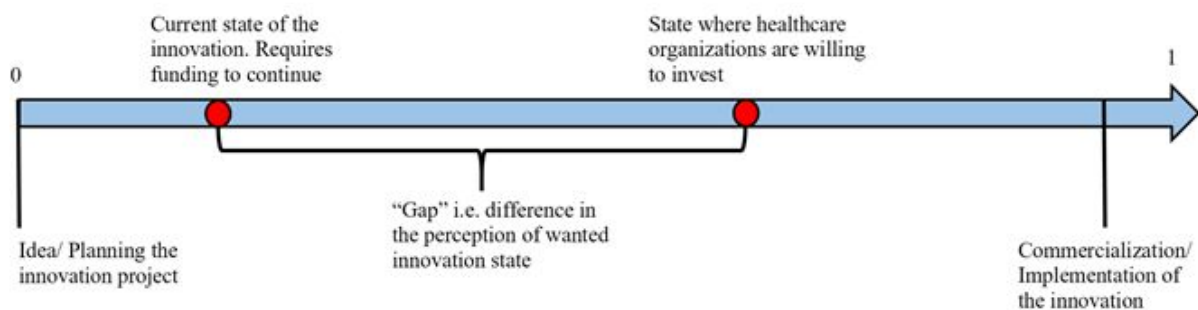 0
Current state of the
innovation. Requires
funding to continue
State where healthcare
organizations are willing
to invest
1
“Gap” i.e. difference in
the perception of wanted
innovation state
Idea/ Planning the
innovation project
Commercialization/
Implementation of
the innovation